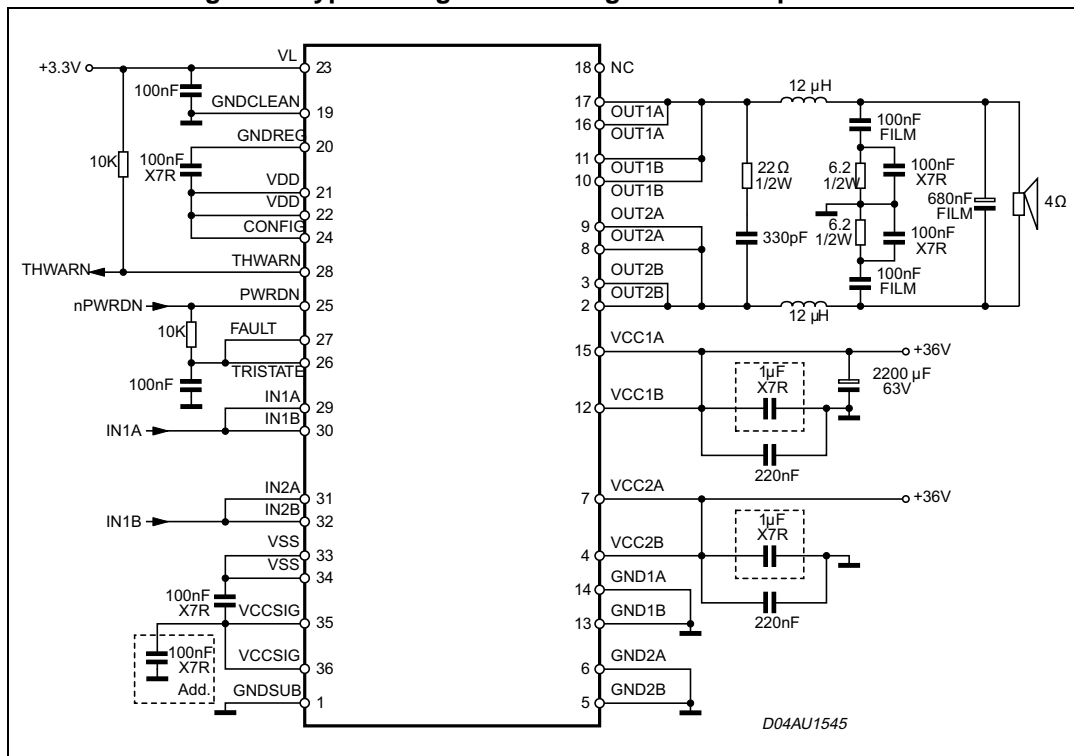 VL
+3.3V
23
100nF
GNDCLEAN
19
GNDREG
20
10K
100nF
X7R
VDD
21
VDD
22
CONFIG
24
THWARN
THWARN
28
nPWRDN
PWRDN
25
10K
FAULT
27
26
TRISTATE
100nF
IN1A
29
IN1A
IN1B
30
IN2A
31
IN1B
IN2B
32
VSS
33
VSS
34
100nF
X7R
VCCSIG
35
100nF
X7R
Add.
VCCSIG
36
GNDSUB
1
18
NC
17
OUT1A
16
OUT1A
11
OUT1B
10
OUT1B
OUT2A
9
OUT2A
8
OUT2B
3
OUT2B
2
12 µH
22Ω
1/2W
330pF
100nF
FILM
6.2
1/2W
100nF
X7R
6.2
1/2W
100nF
X7R
100nF
FILM
680nF
FILM
4Ω
12 µH
15
VCC1A
+36V
1µF
X7R
2200 µF
63V
12
VCC1B
220nF
7
VCC2A
+36V
1µF
X7R
4
VCC2B
220nF
GND1A
14
GND1B
13
GND2A
6
GND2B
5
D04AU1545